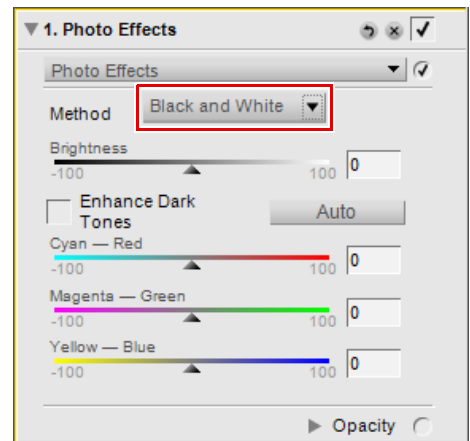 1. Photo Effects
Photo Effects
Method Black and White
Brightness
-100 100 0
Enhance Dark
Tones
Auto
Cyan — Red
-100 100 0
Magenta — Green
-100 100 0
Yellow — Blue
-100 100 0
Opacity